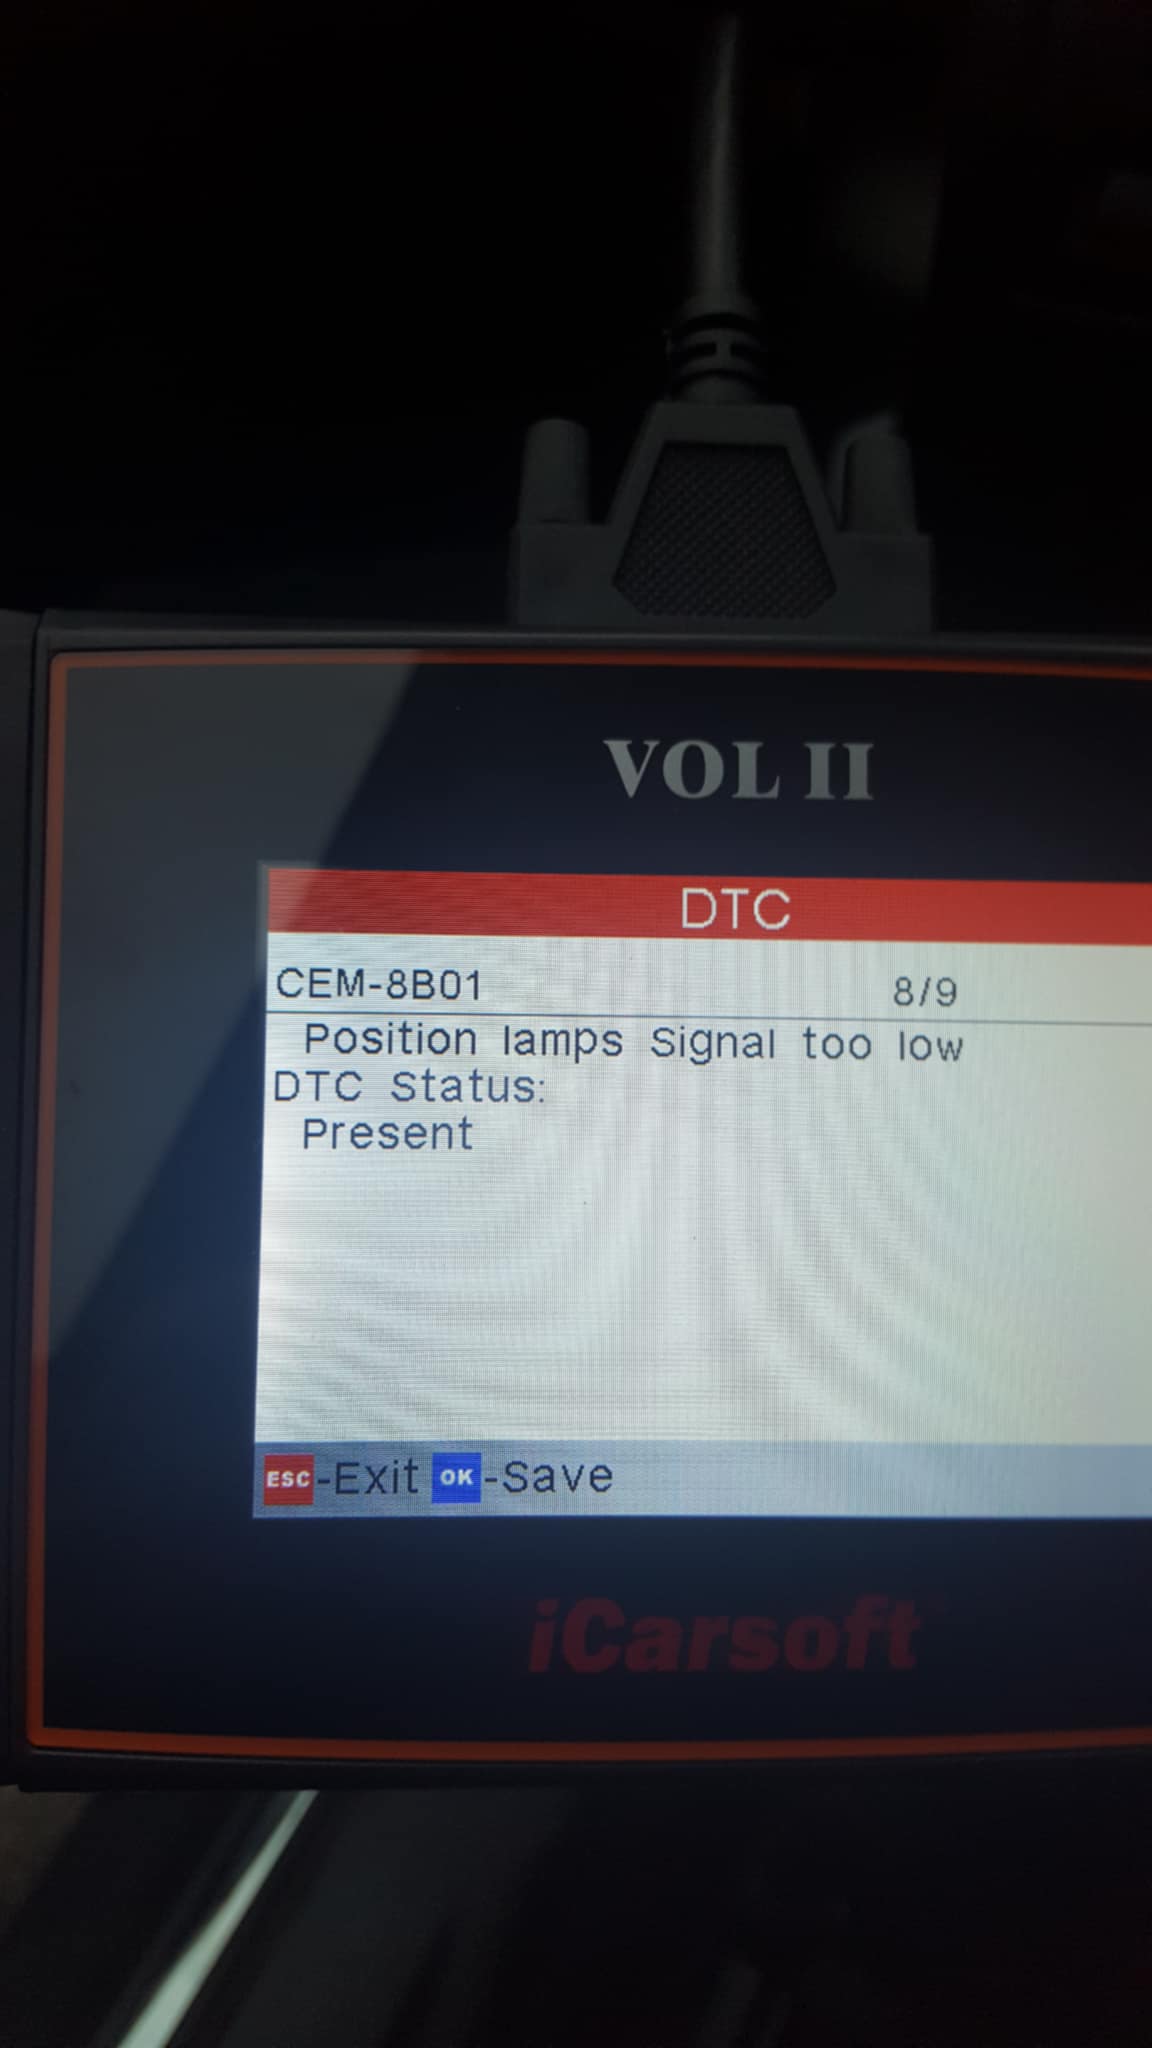 VOL II
DTC
CEM-8B01 8/9
Position lamps Signal too low
DTC Status:
Present
ESC-Exit OK-Save
iCarsoft